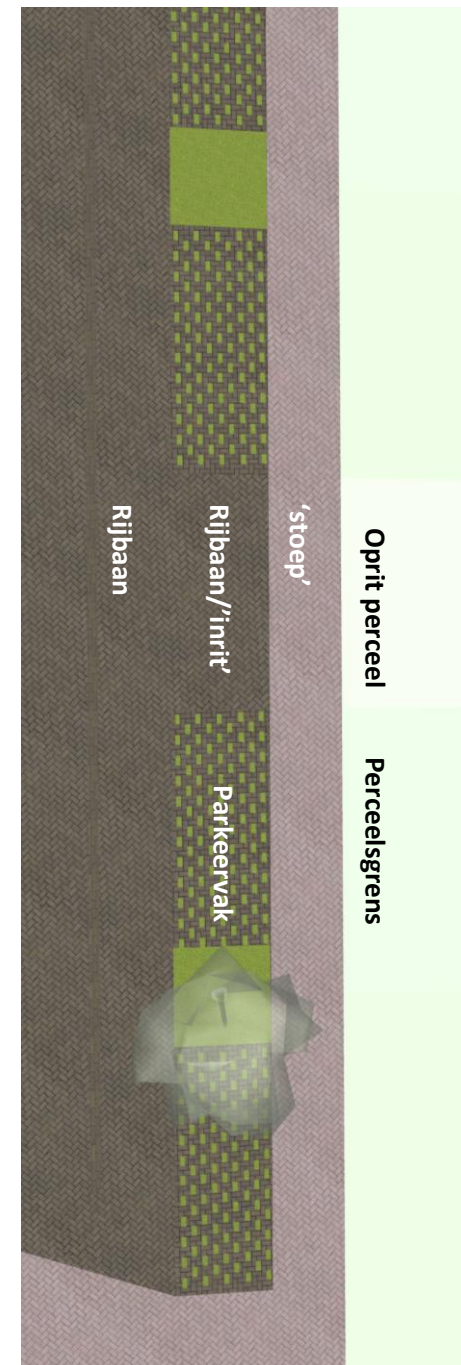 Oprit perceel
Perceelsgrens
‘stoep’
Rijbaan/’inrit’
Parkeervak
Rijbaan